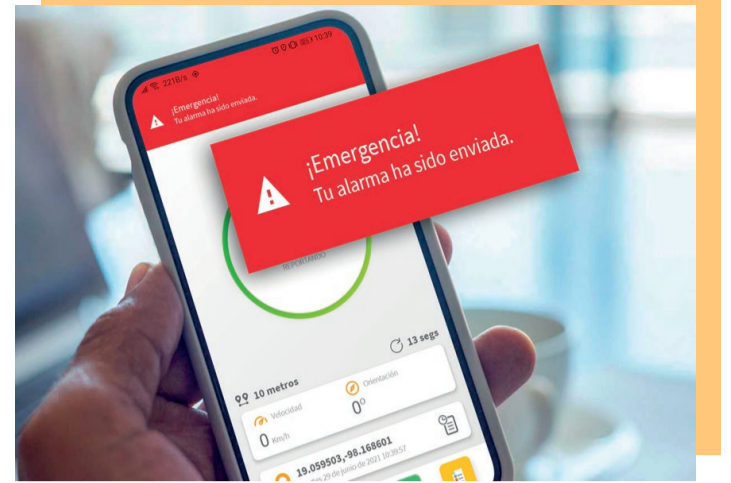 221B/s
10:39
¡Emergencia!
Tu alarma ha sido enviada.
¡Emergencia!
Tu alarma ha sido enviada.
REPORTANDO
10 metros
13 segs
Velocidad
Orientación
0 Km/h
0°
19.059503,-98.168601
29 de junio de 2021 10:39:57